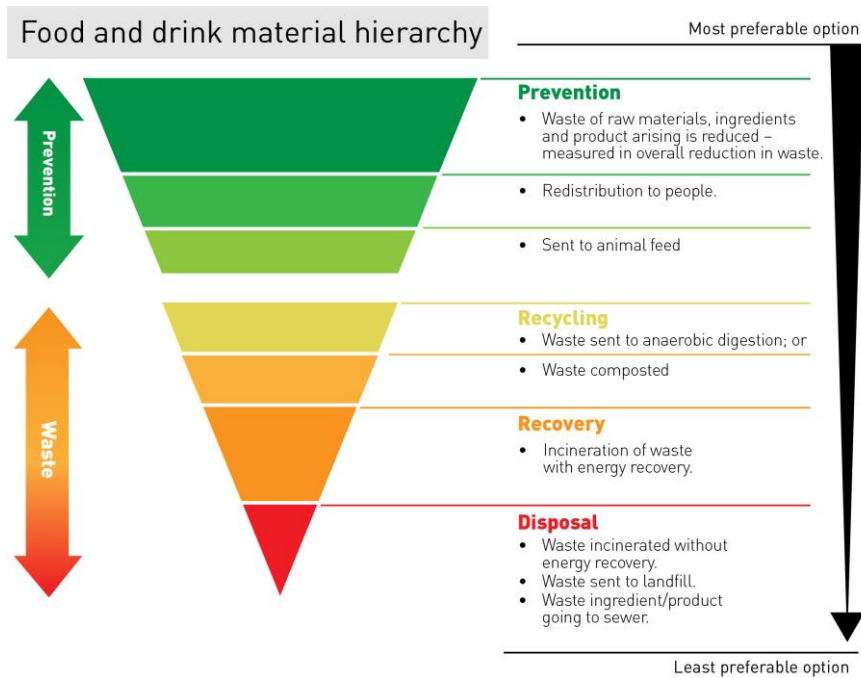 Food and drink material hierarchy
Most preferable option
Prevention
Prevention
• Waste of raw materials, ingredients
and product arising is reduced –
measured in overall reduction in waste.
• Redistribution to people.
• Sent to animal feed
Waste
Recycling
• Waste sent to anaerobic digestion; or
• Waste composted
Recovery
• Incineration of waste
with energy recovery.
Disposal
• Waste incinerated without
energy recovery.
• Waste sent to landfill.
• Waste ingredient/product
going to sewer.
Least preferable option